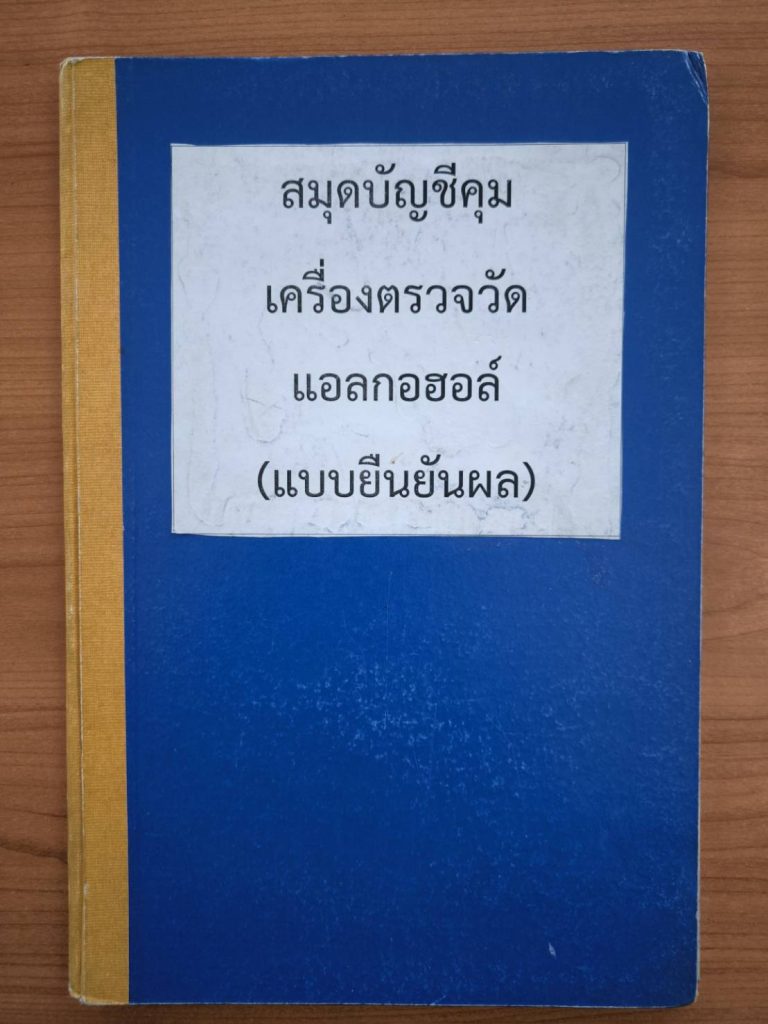 สมุดบัญชีคุม
เครื่องตรวจวัด
แอลกอฮอล์
(แบบยืนยันผล)